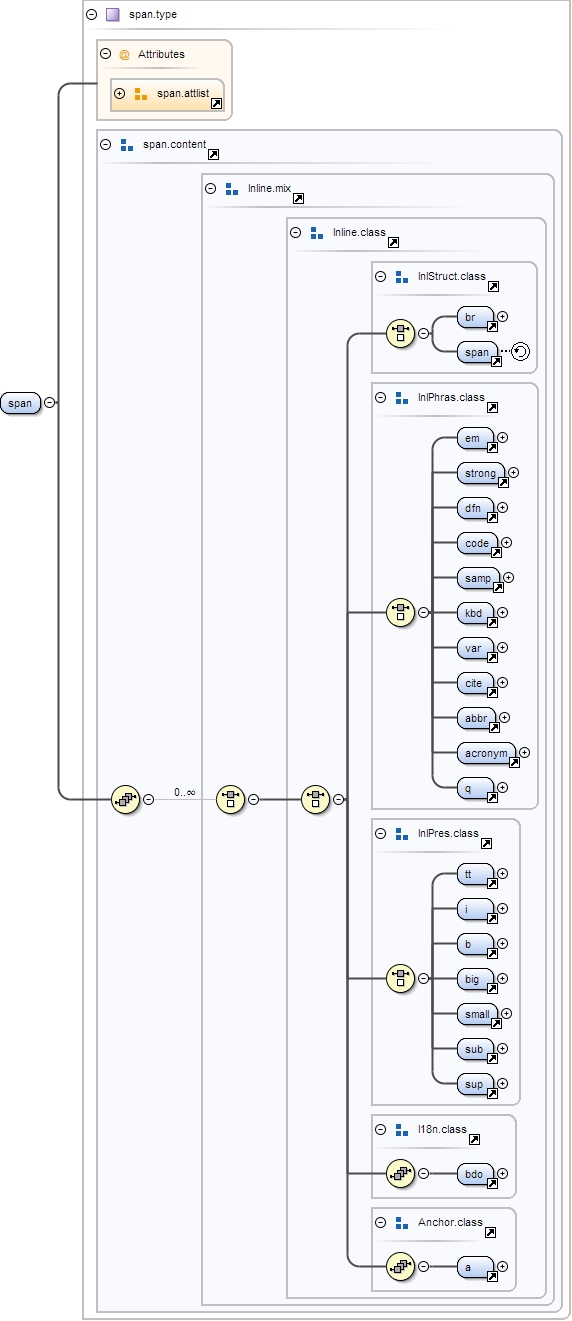 span.type
@ Attributes
span.attlist
span.content
Inline.mix
Inline.class
InlStruct.class
br
span
span
InlPhras.class
em
strong
dfn
code
samp
kbd
var
cite
abbr
acronym
q
0..∞
InlPres.class
tt
i
b
big
small
sub
sup
I18n.class
bdo
Anchor.class
a